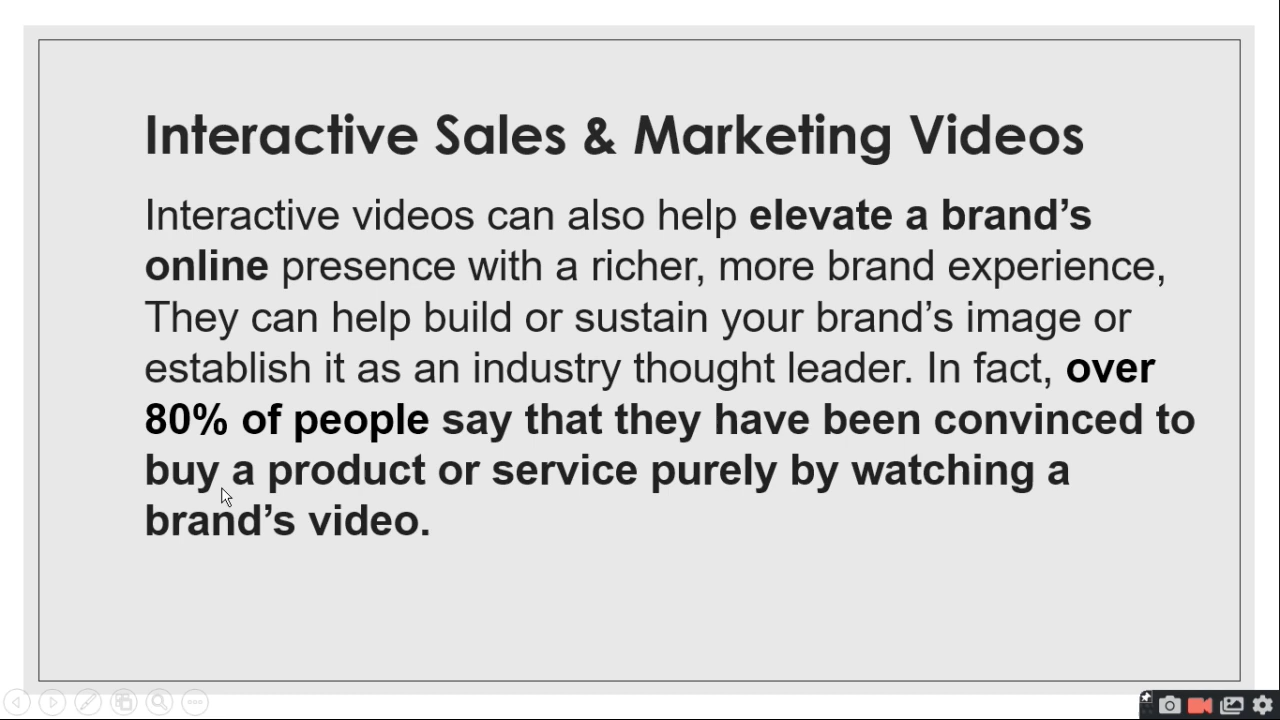 Interactive Sales & Marketing Videos
Interactive videos can also help elevate a brand’s
online presence with a richer, more brand experience,
They can help build or sustain your brand’s image or
establish it as an industry thought leader. In fact, over
80% of people say that they have been convinced to
buy a product or service purely by watching a
brand’s video.